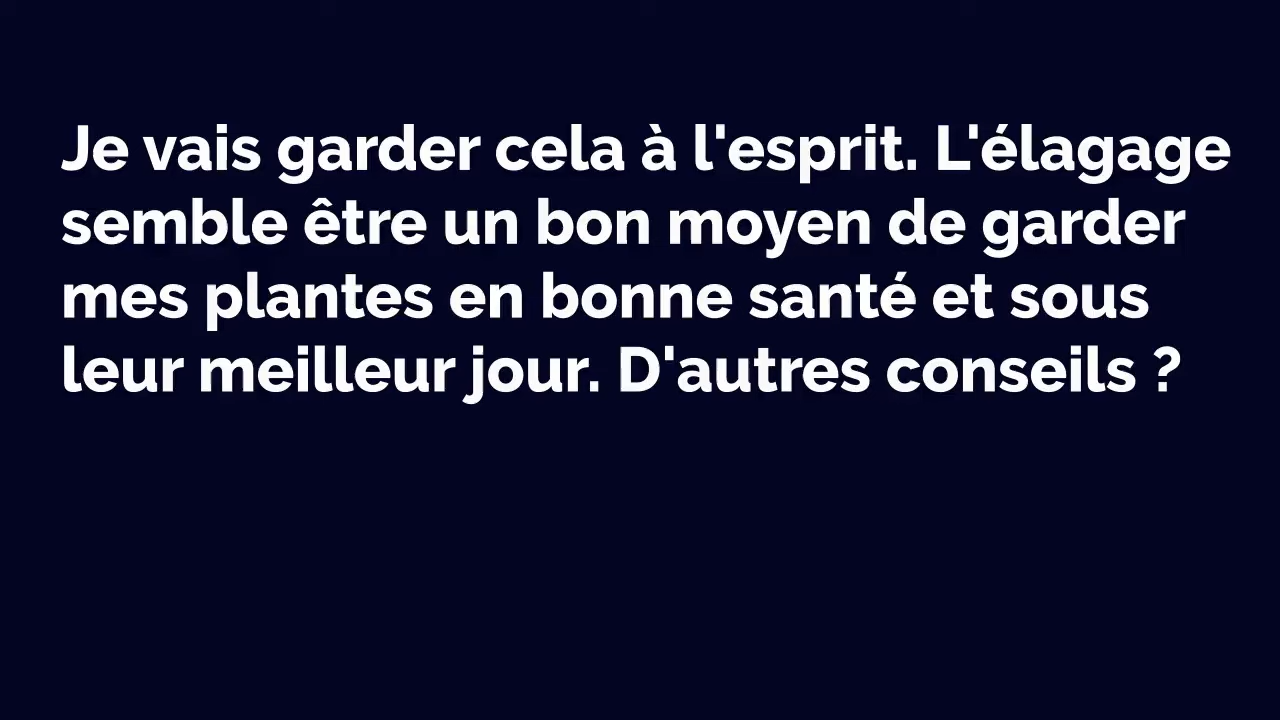 Je vais garder cela à l'esprit. L'élagage
semble être un bon moyen de garder
mes plantes en bonne santé et sous
leur meilleur jour. D'autres conseils ?